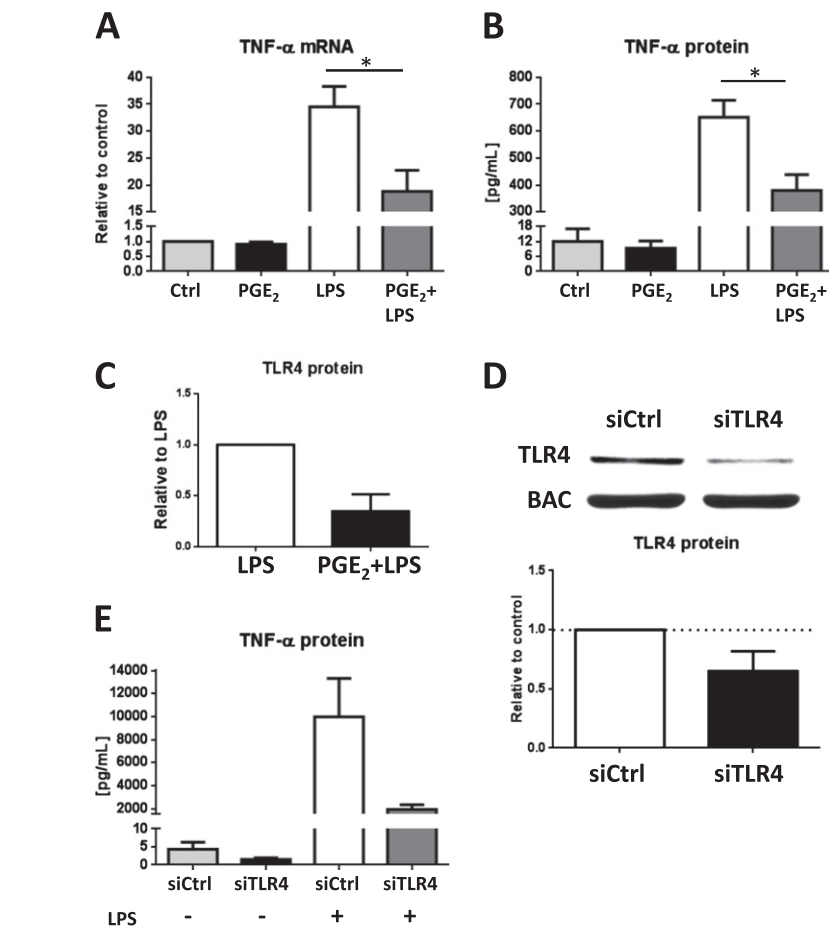 A
TNF-α mRNA
*
Relative to control
40
35
30
25
20
15
1.5
1.0
0.5
0.0
Ctrl PGE2 LPS PGE2+
LPS
B
TNF-α protein
*
[pg/mL]
800
700
600
500
400
300
18
12
6
0
Ctrl PGE2 LPS PGE2+
LPS
C
TLR4 protein
Relative to LPS
1.5
1.0
0.5
0.0
LPS PGE2+LPS
D
siCtrl siTLR4
TLR4
BAC
TLR4 protein
Relative to control
1.5
1.0
0.5
0.0
siCtrl siTLR4
E
TNF-α protein
[pg/mL]
14000
12000
10000
8000
6000
4000
2000
10
5
0
siCtrl siTLR4 siCtrl siTLR4
LPS - - + +